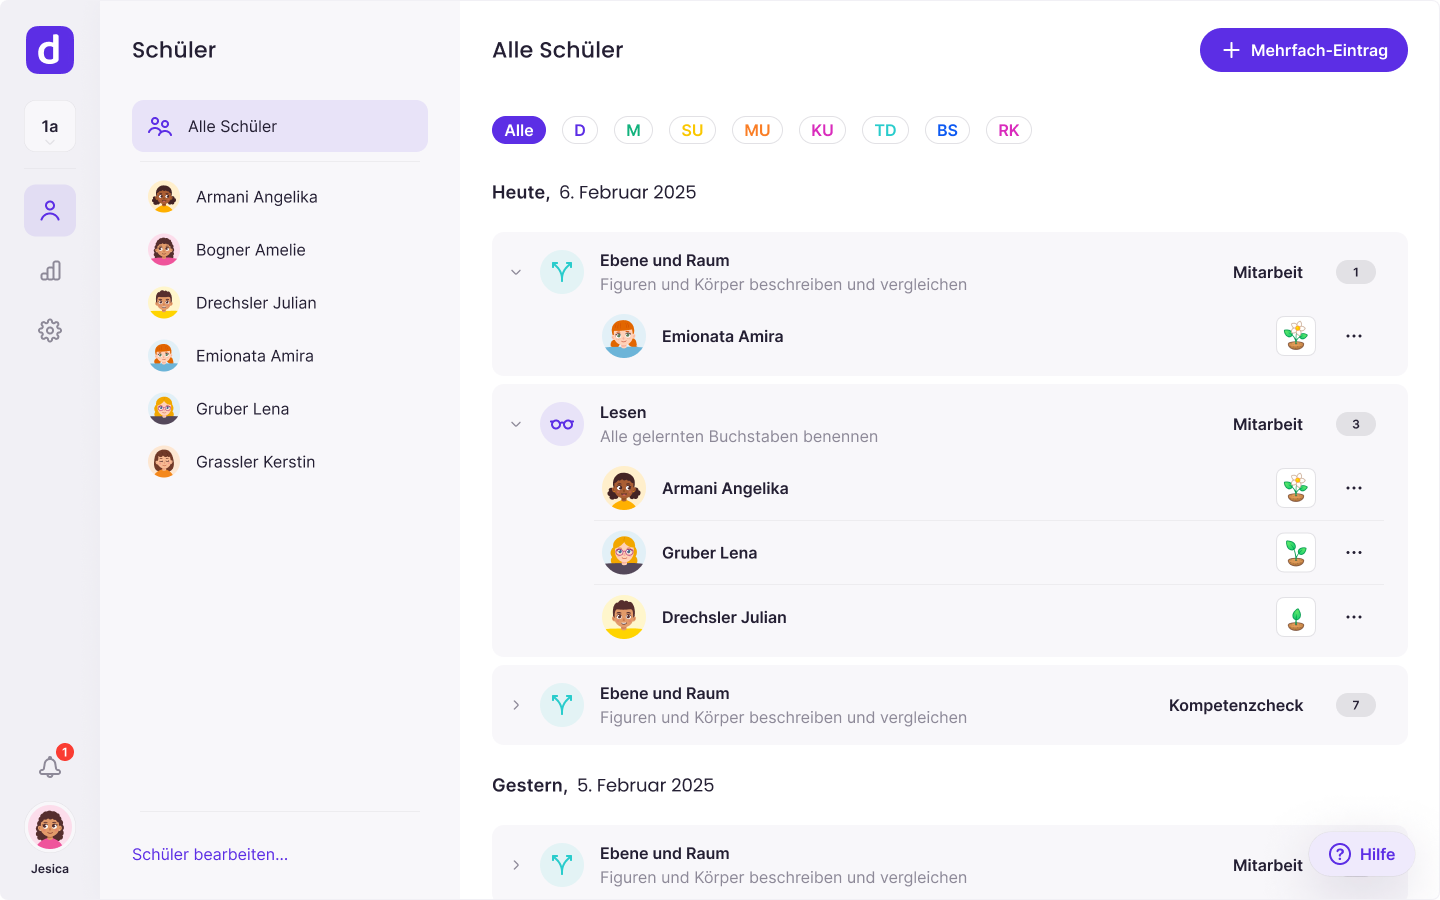 d
1a
Jesica
1
Schüler
Alle Schüler
Armani Angelika
Bogner Amelie
Drechsler Julian
Emionata Amira
Gruber Lena
Grassler Kerstin
Schüler bearbeiten...
Alle Schüler
+ Mehrfach-Eintrag
Alle D M SU MU KU TD BS RK
Heute, 6. Februar 2025
Ebene und Raum
Figuren und Körper beschreiben und vergleichen
Mitarbeit 1
Emionata Amira
Lesen
Alle gelernten Buchstaben benennen
Mitarbeit 3
Armani Angelika
Gruber Lena
Drechsler Julian
Ebene und Raum
Figuren und Körper beschreiben und vergleichen
Kompetenzcheck 7
Gestern, 5. Februar 2025
Ebene und Raum
Figuren und Körper beschreiben und vergleichen
Mitarbeit
? Hilfe